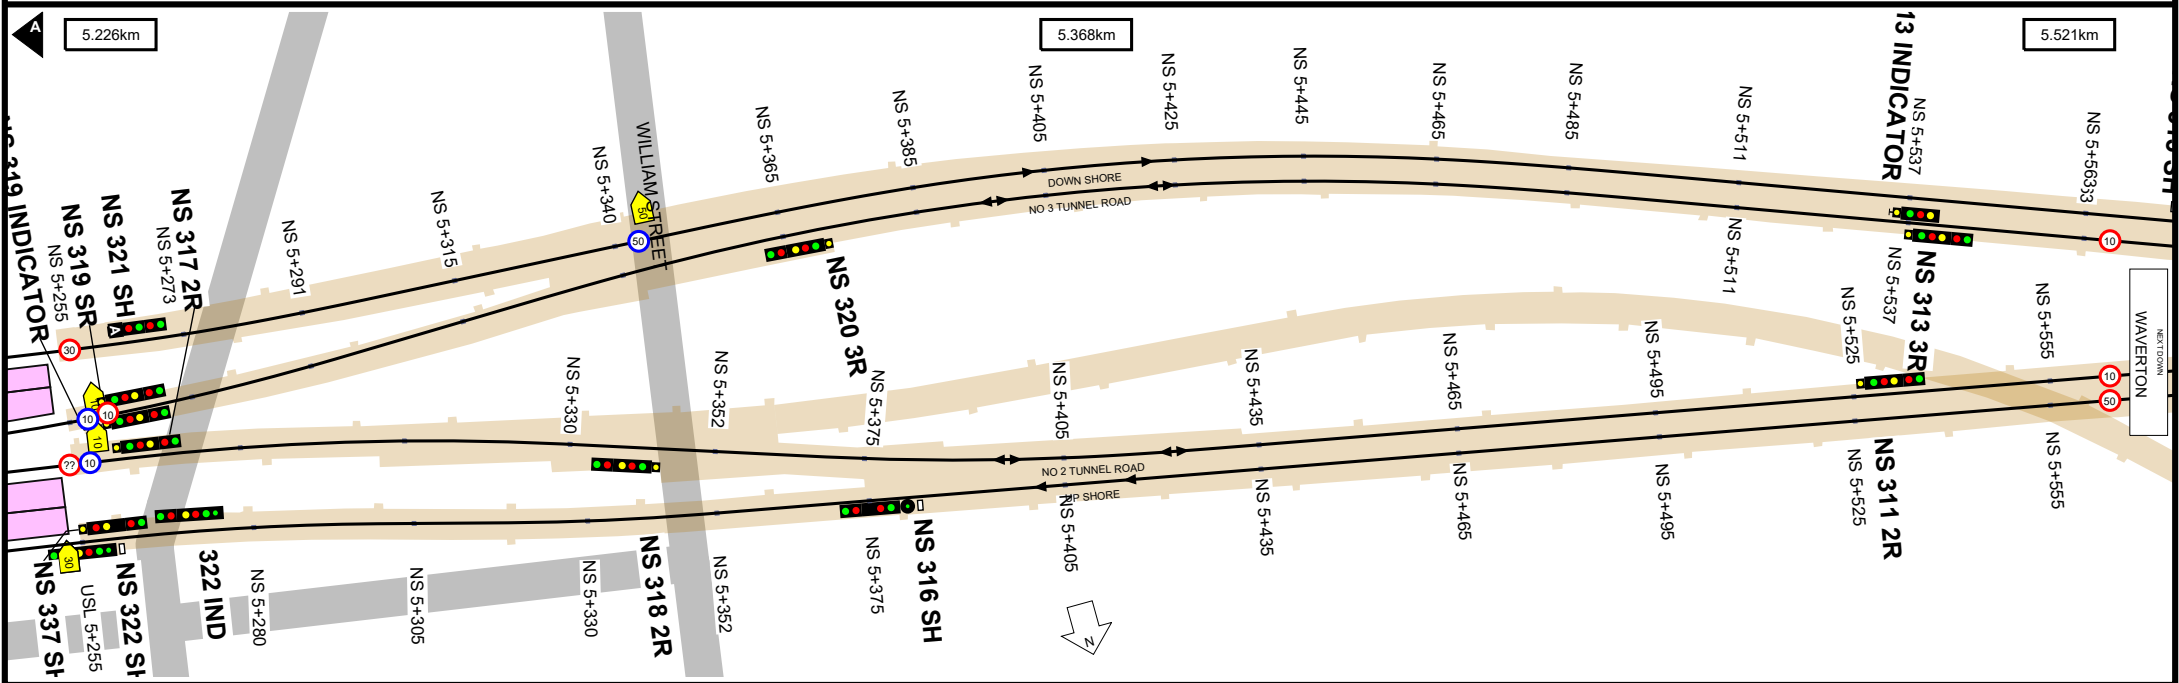 A
5.226km
5.368km
5.521km
NS 319 INDICATOR
NS 5+255
NS 319 SR
NS 321 SH
NS 5+273
NS 317 2R
NS 5+291
NS 5+315
NS 5+340
WILLIAM STREET
NS 5+365
NS 5+385
NS 5+405
NS 5+425
NS 5+445
NS 5+465
NS 5+485
NS 5+511
13 INDICATOR
NS 5+537
NS 5+563
50
50
DOWN SHORE
NO 3 TUNNEL ROAD
A
30
10
10
10
10
??
30
NS 320 3R
NS 5+511
NS 5+537
NS 313 3R
10
NS 5+330
NS 5+352
NS 5+375
NS 5+405
NS 5+435
NS 5+465
NS 5+495
NS 5+525
NS 5+555
10
50
NEXT DOWN
WAVERTON
NO 2 TUNNEL ROAD
UP SHORE
NS 337 SH
USL 5+255
NS 322 SH
322 IND
NS 5+280
NS 5+305
NS 5+330
NS 318 2R
NS 5+352
NS 5+375
NS 316 SH
NS 5+405
NS 5+435
NS 5+465
NS 5+495
NS 5+525
NS 311 2R
NS 5+555
N